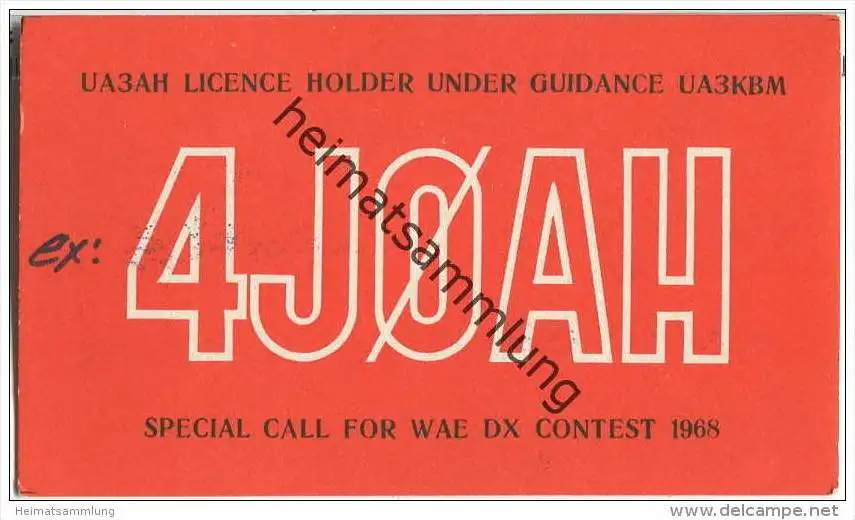 UA3AH LICENCE HOLDER UNDER GUIDANCE UA3KBM
ex:
4JØAH
heimatsammlung
SPECIAL CALL FOR WAE DX CONTEST 1968
Heimatsammlung
www.delcampe.net